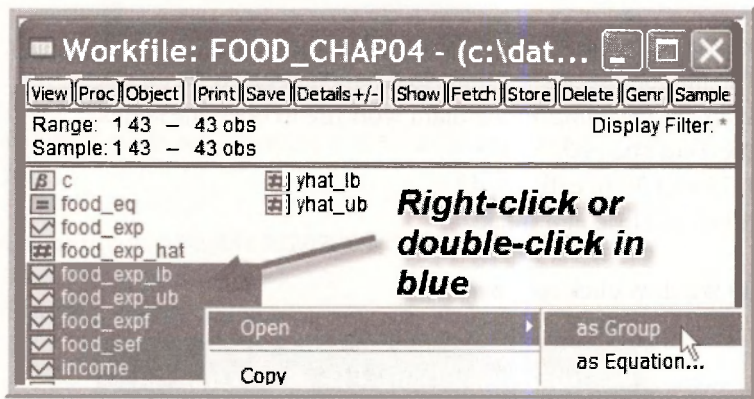 Workfile: FOOD_CHAP04 - (c:\dat...
View Proc Object Print Save Details+/- Show Fetch Store Delete Genr Sample
Range: 1 43 – 43 obs Display Filter: *
Sample: 1 43 – 43 obs
c
food_eq
food_exp
food_exp_hat
food_exp_lb
food_exp_ub
food_expf
food_sef
income
yhat_lb
yhat_ub
Right-click or
double-click in
blue
Open
Copy
as Group
as Equation...